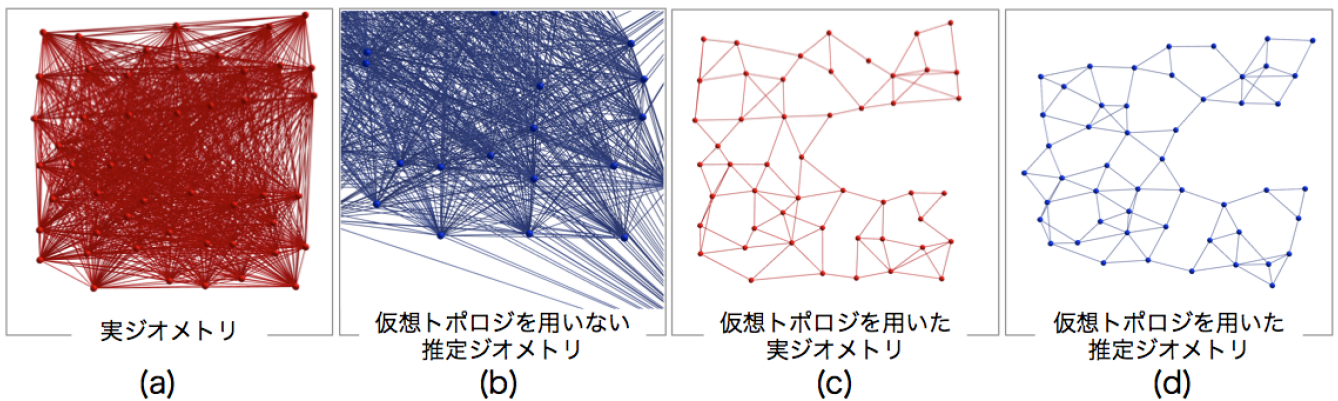 実ジオメトリ
(a)
仮想トポロジを用いない
推定ジオメトリ
(b)
仮想トポロジを用いた
実ジオメトリ
(c)
仮想トポロジを用いた
推定ジオメトリ
(d)